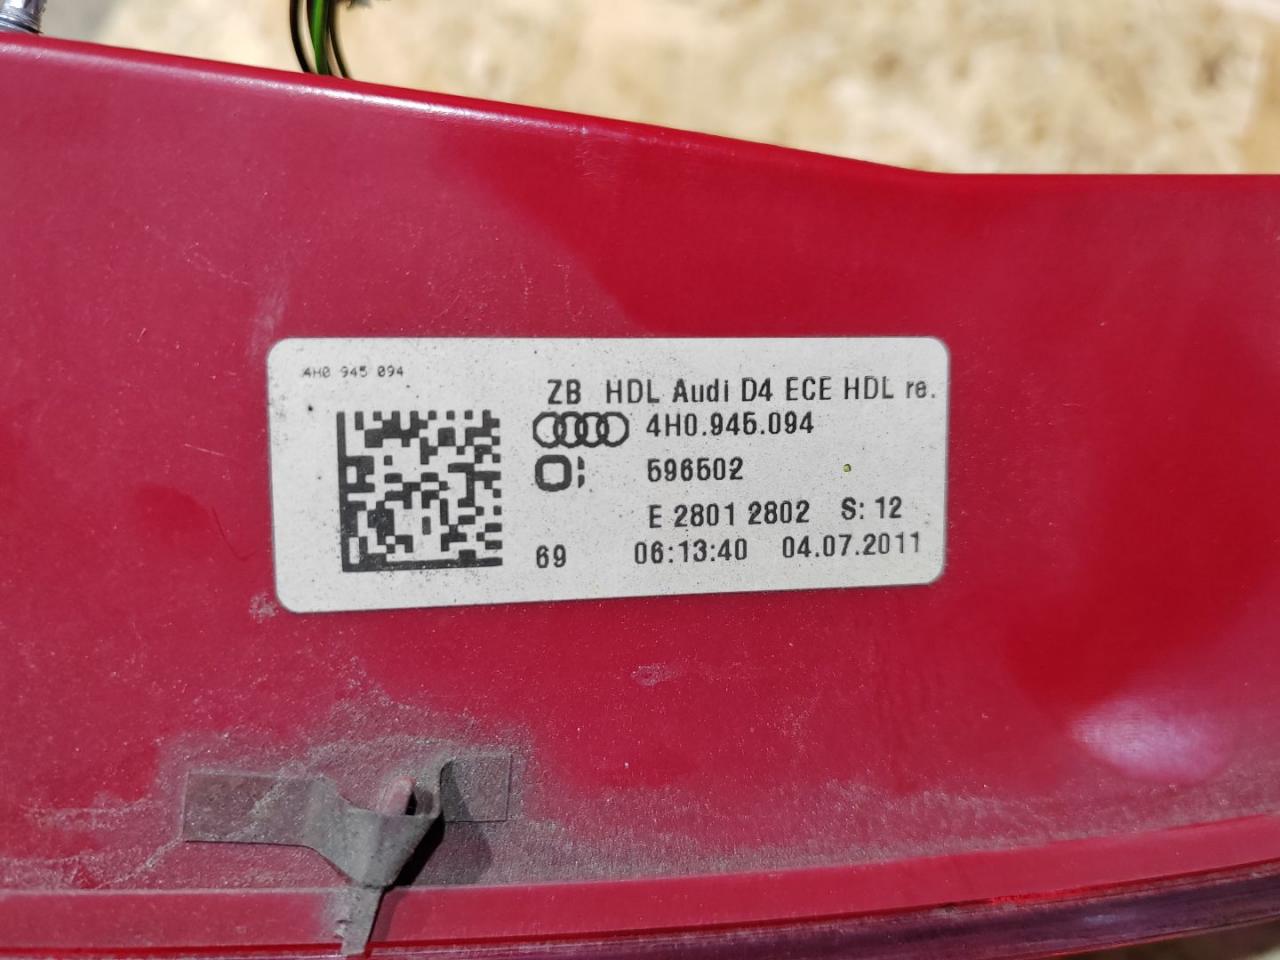 4H0 945 094
ZB HDL Audi D4 ECE HDL re.
4H0.945.094
O; 596502
E 2801 2802 S: 12
69 06:13:40 04.07.2011